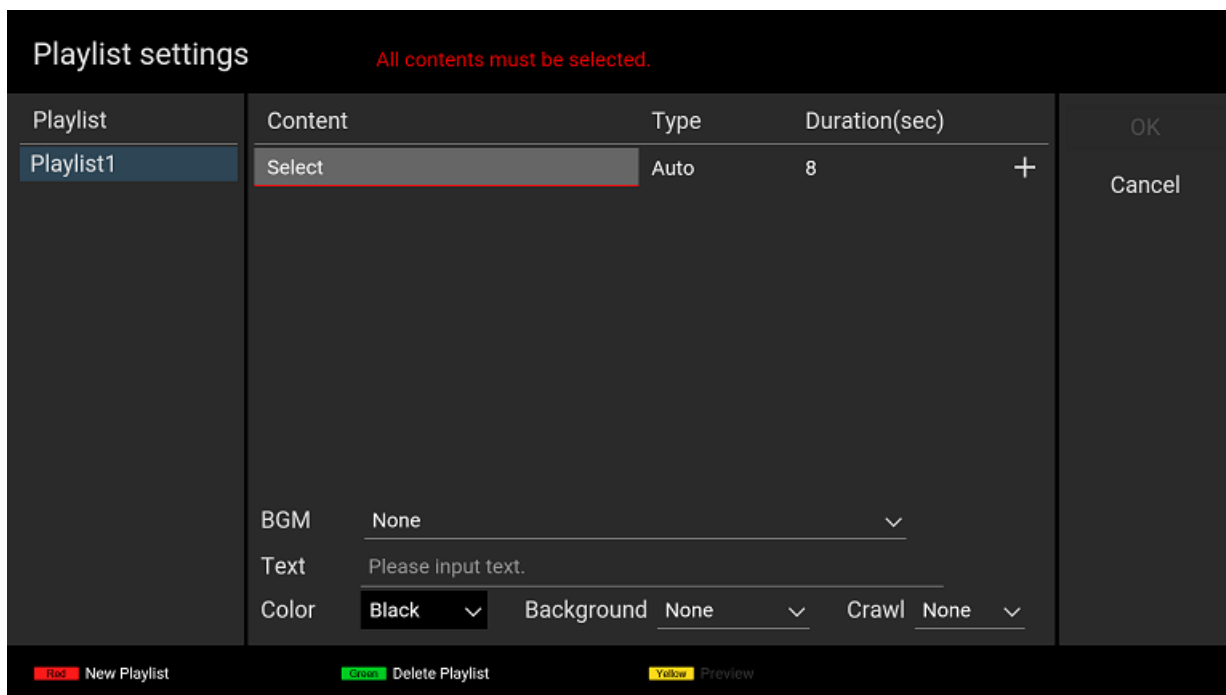 Playlist settings
All contents must be selected.
Playlist
Content Type Duration(sec)
OK
Playlist1
Select Auto 8 +
Cancel
BGM None
Text Please input text.
Color Black Background None Crawl None
Red New Playlist Green Delete Playlist Yellow Preview